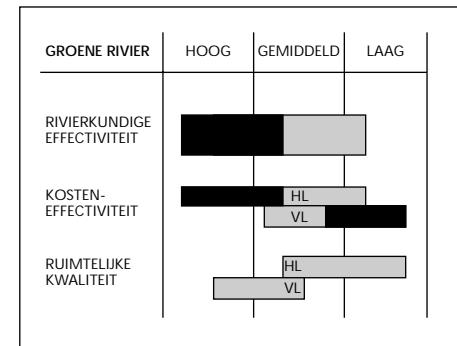 GROENE RIVIER HOOG GEMIDDELD LAAG
RIVIERKUNDIGE
EFFECTIVITEIT
KOSTEN-
EFFECTIVITEIT
HL
VL
RUIMTELIJKE
KWALITEIT
HL
VL